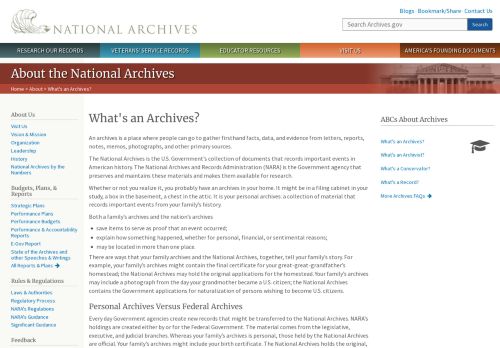 Blogs · Bookmark/Share · Contact Us
NATIONAL ARCHIVES
Search Archives.gov
Search
RESEARCH OUR RECORDS
VETERANS' SERVICE RECORDS
EDUCATOR RESOURCES
VISIT US
AMERICA'S FOUNDING DOCUMENTS
About the National Archives
Home > About > What's an Archives?
About Us
Visit Us
Vision & Mission
Organization
Leadership
History
National Archives by the
Numbers
Budgets, Plans, &
Reports
Strategic Plans
Performance Plans
Performance Budgets
Performance & Accountability
Reports
E-Gov Report
State of the Archives and
other Speeches & Writings
All Reports & Plans
Rules & Regulations
Laws & Authorities
Regulatory Process
NARA's Regulations
NARA's Guidance
Significant Guidance
Feedback
What's an Archives?
An archives is a place where people can go to gather firsthand facts, data, and evidence from letters, reports,
notes, memos, photographs, and other primary sources.
The National Archives is the U.S. Government's collection of documents that records important events in
American history. The National Archives and Records Administration (NARA) is the Government agency that
preserves and maintains these materials and makes them available for research.
Whether or not you realize it, you probably have an archives in your home. It might be in a filing cabinet in your
study, a box in the basement, a chest in the attic. It is your personal archives: a collection of material that
records important events from your family's history.
Both a family's archives and the nation's archives
save items to serve as proof that an event occurred;
explain how something happened, whether for personal, financial, or sentimental reasons;
may be located in more than one place.
There are ways that your family archives and the National Archives, together, tell your family's story. For
example, your family's archives might contain the final certificate for your great-great-grandfather's
homestead; the National Archives may hold the original applications for the homestead. Your family's archives may
include a photograph from the day your grandmother became a U.S. citizen; the National Archives
contains the Government applications for naturalization of persons wishing to become U.S. citizens.
Personal Archives Versus Federal Archives
Every day Government agencies create new records that might be transferred to the National Archives. NARA's
holdings are created either by or for the Federal Government. The material comes from the legislative,
executive, and judicial branches. Whereas your family's archives is personal, those held by the National Archives
are official. Your family's archives might include your birth certificate. The National Archives holds the original,
ABCs About Archives
What's an Archives?
What's an Archivist?
What's a Conservator?
What's a Record?
More Archives FAQs